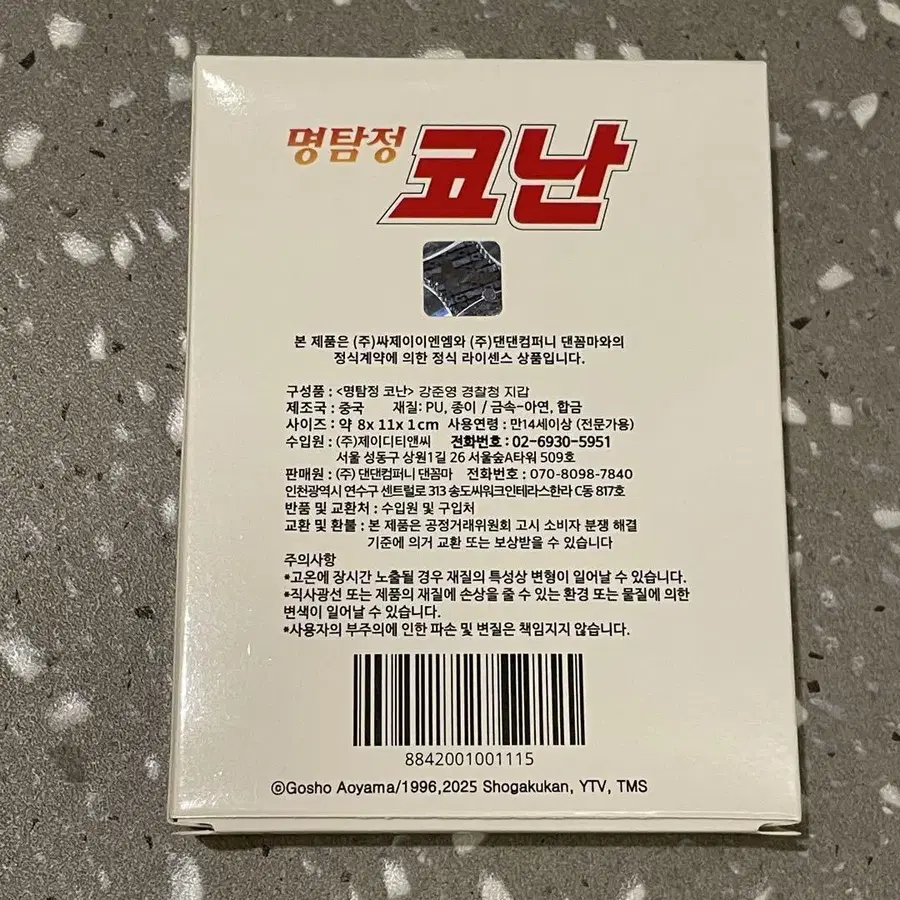 명탐정 코난
본 제품은 (주)싸제이이엔엠와 (주)댄댄컴퍼니 댄꼼마와의
정식계약에 의한 정식 라이센스 상품입니다.
구성품 : <명탐정 코난> 강준영 경찰청 지갑
제조국 : 중국 재질: PU, 종이 / 금속-아연, 합금
사이즈 : 약 8x 11x 1cm 사용연령 : 만14세이상 (전문가용)
수입원 : (주)제이디티앤씨 전화번호 : 02-6930-5951
서울 성동구 상원1길 26 서울숲A타워 509호
판매원 : (주) 댄댄컴퍼니 댄꼼마 전화번호 : 070-8098-7840
인천광역시 연수구 센트럴로 313 송도씨워크인테라스한라 C동 817호
반품 및 교환처 : 수입원 및 구입처
교환 및 환불 : 본 제품은 공정거래위원회 고시 소비자 분쟁 해결
기준에 의거 교환 또는 보상받을 수 있습니다
주의사항
*고온에 장시간 노출될 경우 재질의 특성상 변형이 일어날 수 있습니다.
*직사광선 또는 제품의 재질에 손상을 줄 수 있는 환경 또는 물질에 의한
변색이 일어날 수 있습니다.
*사용자의 부주의에 인한 파손 및 변질은 책임지지 않습니다.
8842001001115
©Gosho Aoyama/1996,2025 Shogakukan, YTV, TMS